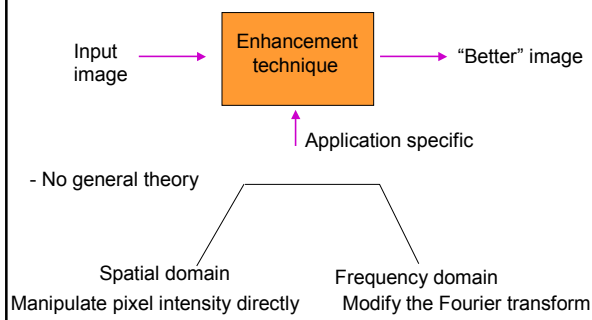 Input
image
Enhancement
technique
“Better” image
Application specific
- No general theory
Spatial domain
Manipulate pixel intensity directly
Frequency domain
Modify the Fourier transform